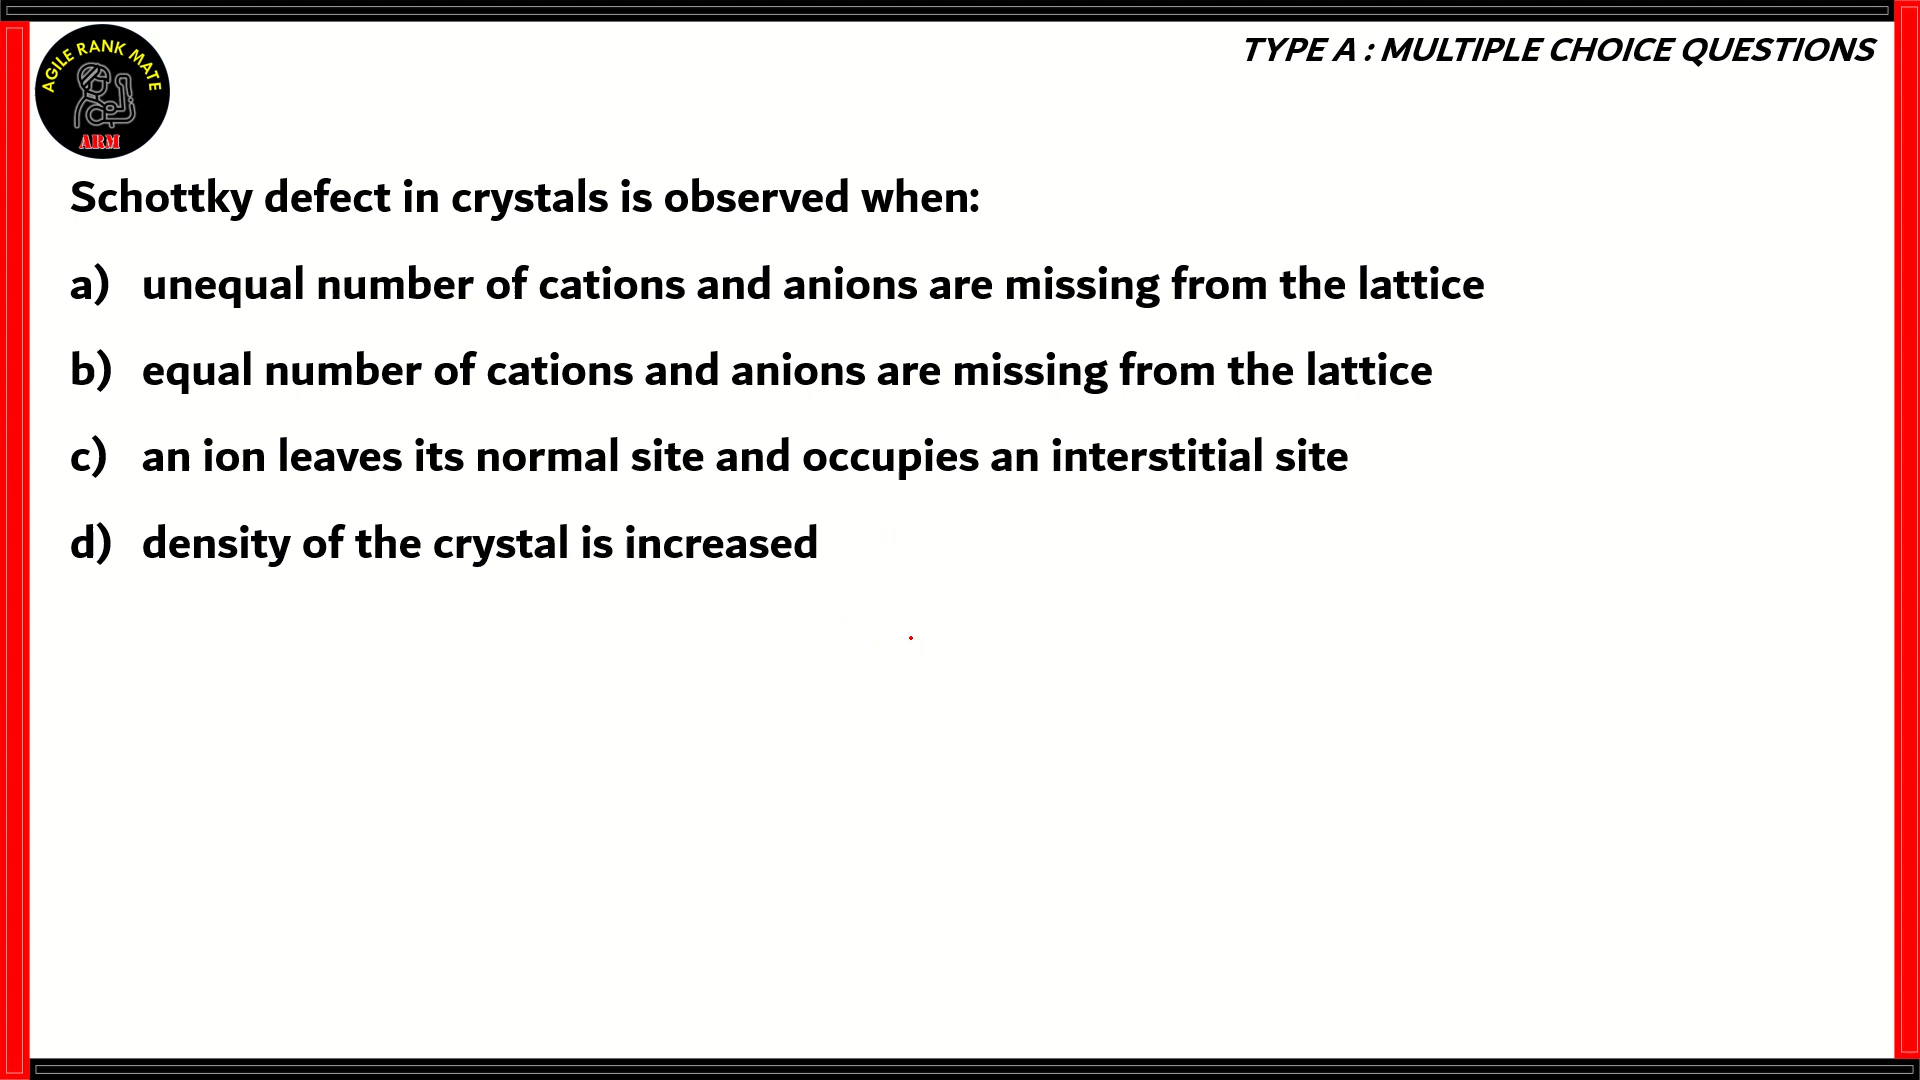 TYPE A : MULTIPLE CHOICE QUESTIONS
AGILE RANK MATE
ARM
Schottky defect in crystals is observed when:
a) unequal number of cations and anions are missing from the lattice
b) equal number of cations and anions are missing from the lattice
c) an ion leaves its normal site and occupies an interstitial site
d) density of the crystal is increased